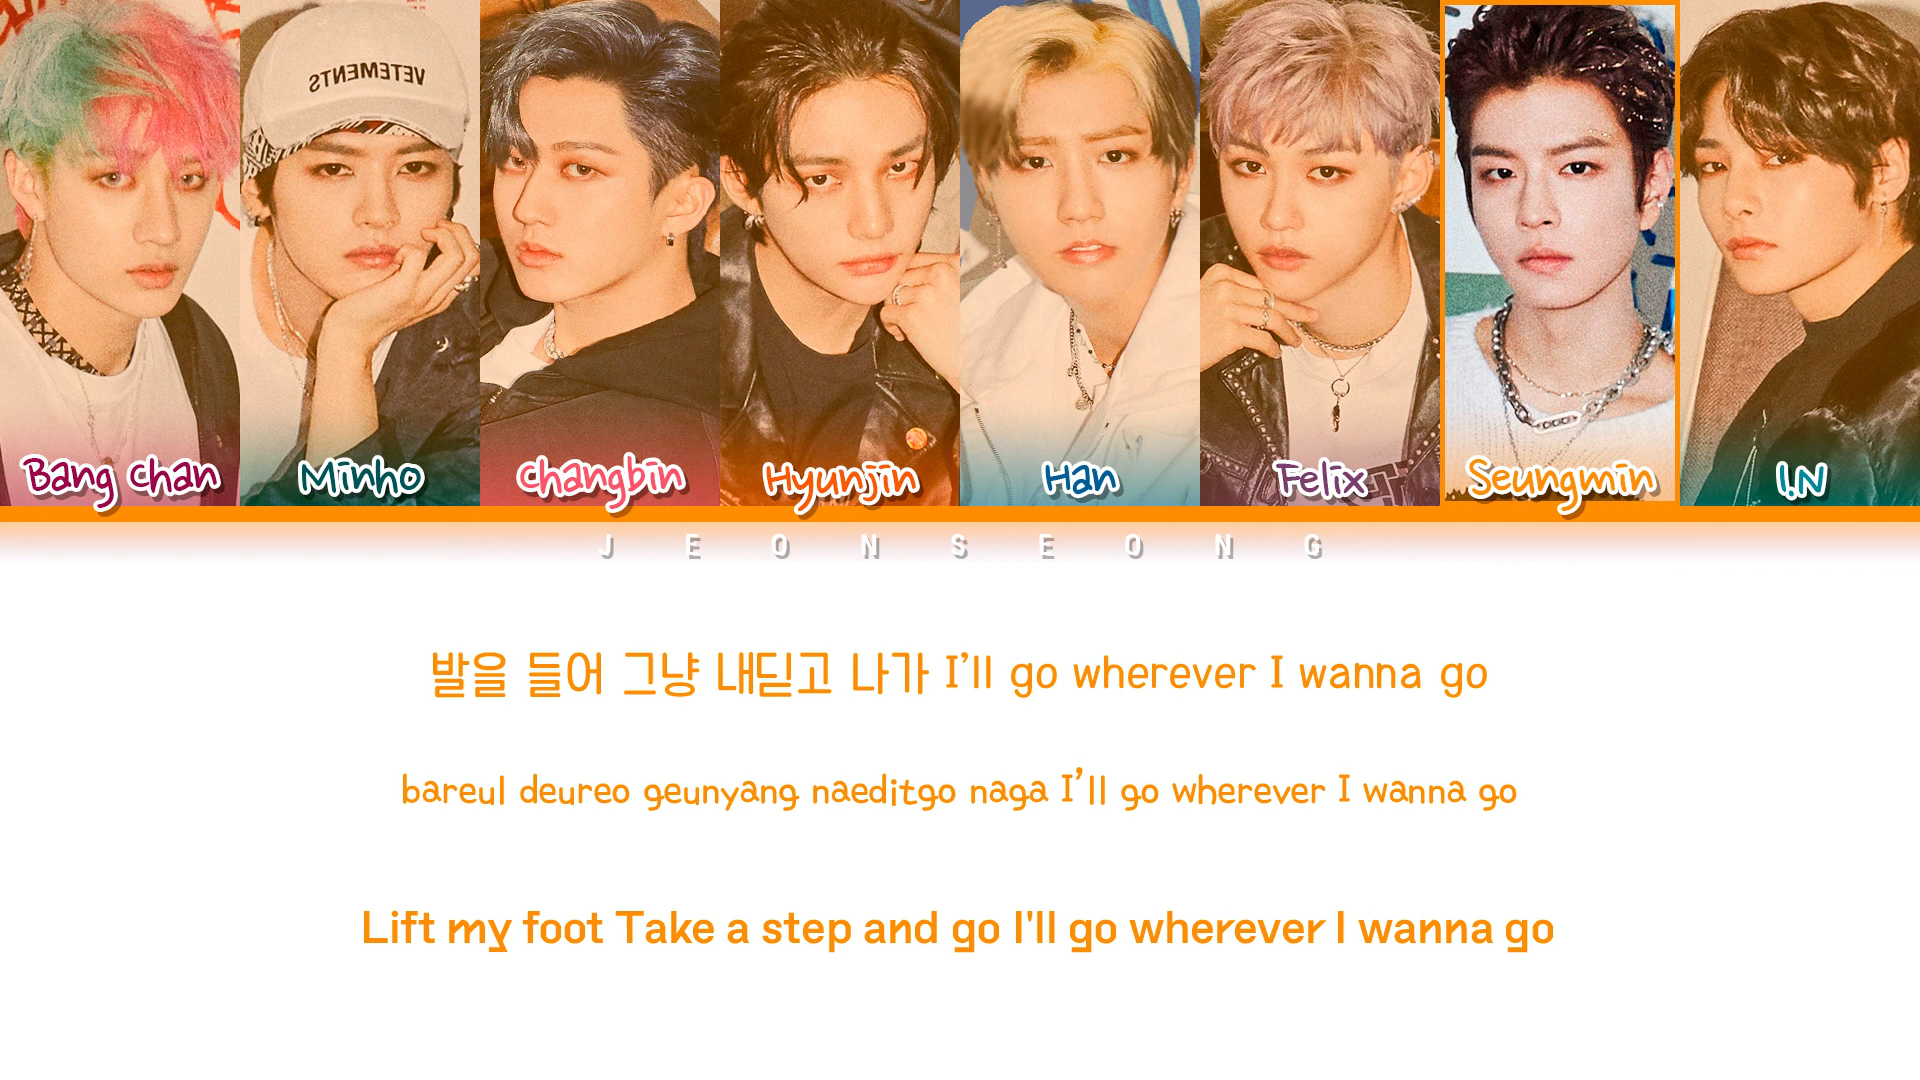 VETEMENTS
Bang Chan
Minho
Changbin
Hyunjin
Han
Felix
Seungmin
I.N
JEONSEONG
발을 들어 그냥 내딛고 나가 I'll go wherever I wanna go
bareul deureo geunyang naeditgo naga I'll go wherever I wanna go
Lift my foot Take a step and go I'll go wherever I wanna go